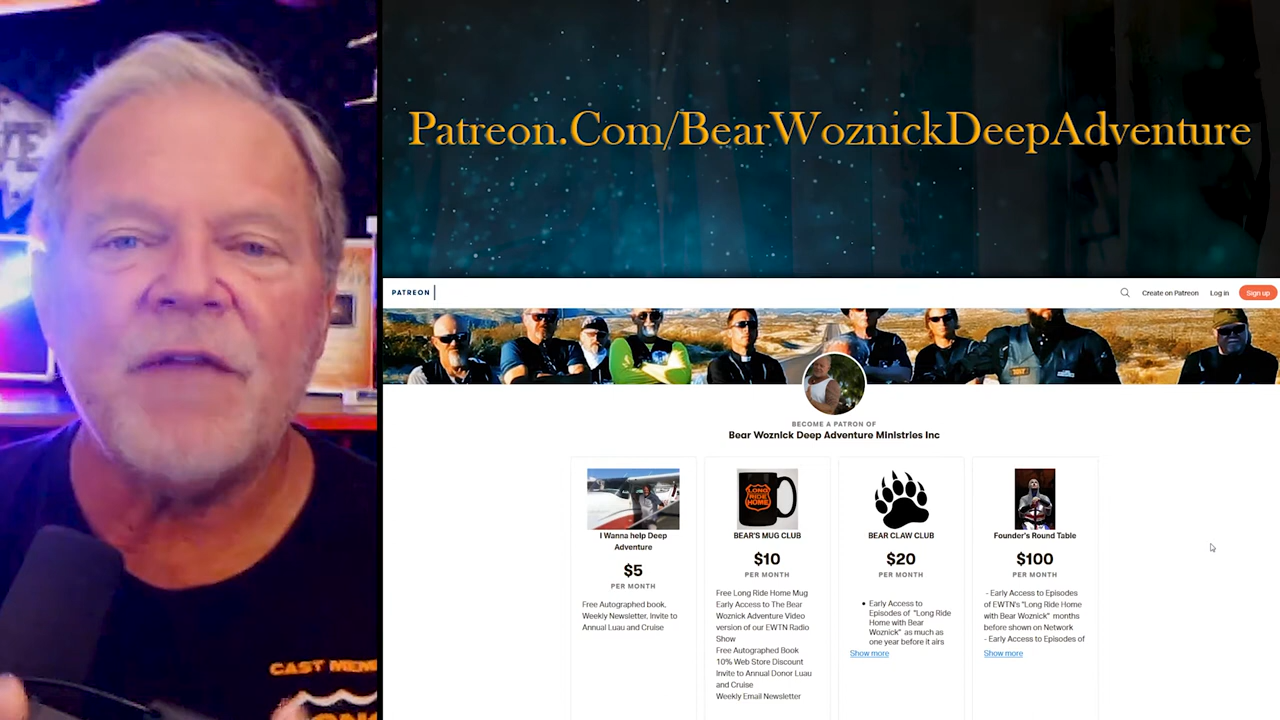 Patreon.Com/BearWoznickDeepAdventure
PATREON
Create on Patreon
Log in
Sign up
BECOME A PATRON OF
Bear Woznick Deep Adventure Ministries Inc
I Wanna help Deep
Adventure
$5
PER MONTH
Free Autographed book,
Weekly Newsletter, Invite to
Annual Luau and Cruise
LONG
RIDE
HOME
BEAR'S MUG CLUB
$10
PER MONTH
Free Long Ride Home Mug
Early Access to The Bear
Woznick Adventure Video
version of our EWTN Radio
Show
Free Autographed Book
10% Web Store Discount
Invite to Annual Donor Luau
and Cruise
Weekly Email Newsletter
BEAR CLAW CLUB
$20
PER MONTH
• Early Access to
Episodes of "Long Ride
Home with Bear
Woznick" as much as
one year before it airs
Show more
Founder's Round Table
$100
PER MONTH
- Early Access to Episodes
of EWTN's "Long Ride Home
with Bear Woznick" months
before shown on Network
- Early Access to Episodes of
Show more
CAST MEM